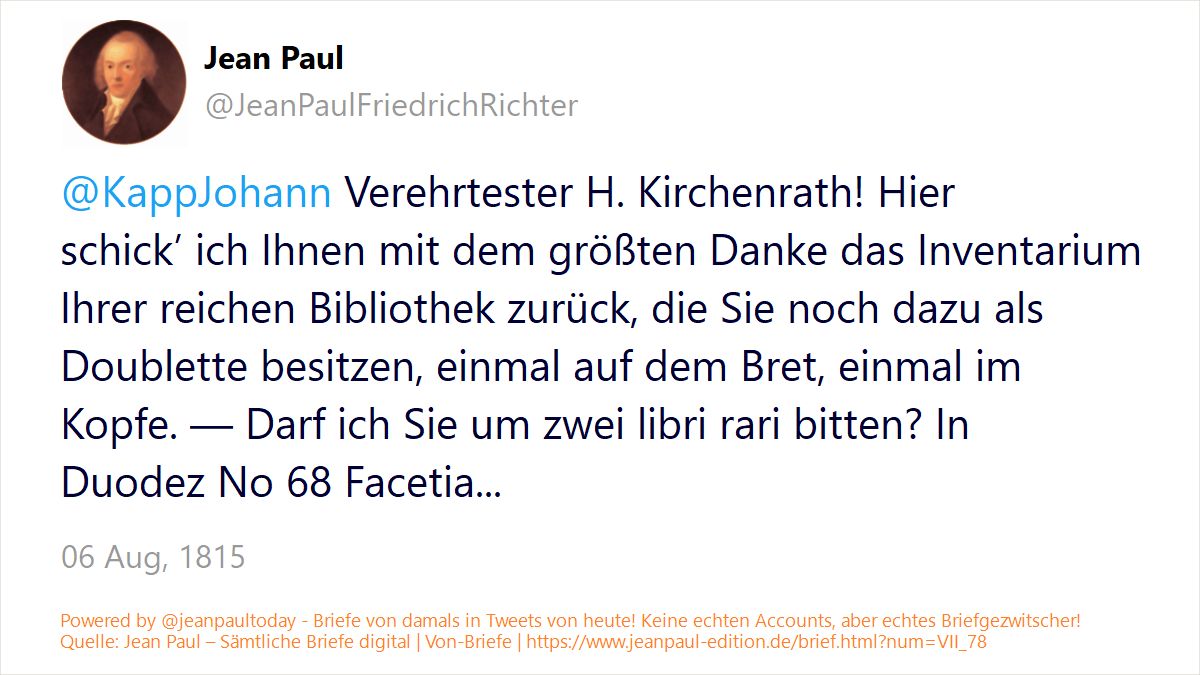 Jean Paul
@JeanPaulFriedrichRichter
@KappJohann Verehrtester H. Kirchenrath! Hier
schick’ ich Ihnen mit dem größten Danke das Inventarium
Ihrer reichen Bibliothek zurück, die Sie noch dazu als
Doublette besitzen, einmal auf dem Bret, einmal im
Kopfe. — Darf ich Sie um zwei libri rari bitten? In
Duodez No 68 Facetia...
06 Aug, 1815
Powered by @jeanpaultoday - Briefe von damals in Tweets von heute! Keine echten Accounts, aber echtes Briefgezwitscher!
Quelle: Jean Paul – Sämtliche Briefe digital | Von-Briefe | https://www.jeanpaul-edition.de/brief.html?num=VII_78